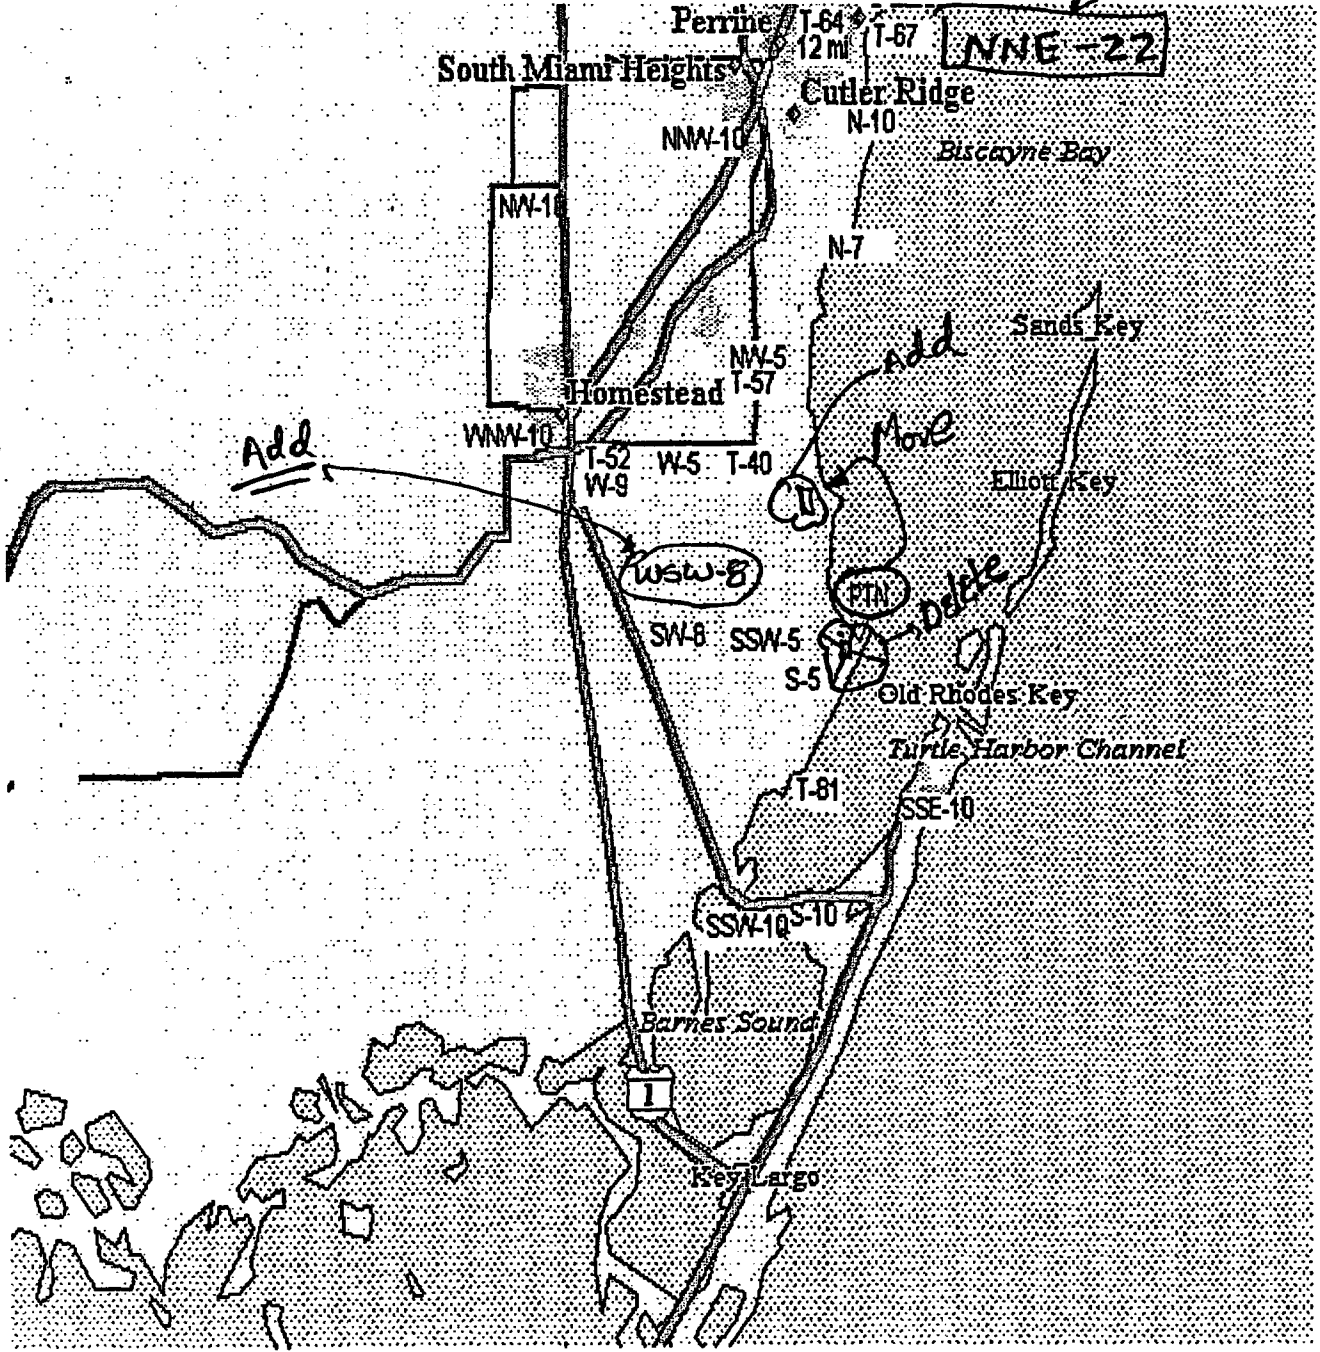 Perrine
T-64
12 mi
T-67
NNE-22
South Miami Heights
Cutler Ridge
N-10
NNW-10
Biscayne Bay
NW-1
N-7
Sands Key
Add
NW-5
T-57
Homestead
Move
WNW-10
Add
T-52
W-5
T-40
W-9
Elliott Key
WSW-8
PTN
Delete
SW-8
SSW-5
S-5
Old Rhodes Key
Turtle Harbor Channel
T-81
SSE-10
SSW-10
S-10
Barnes Sound
1
Key Largo